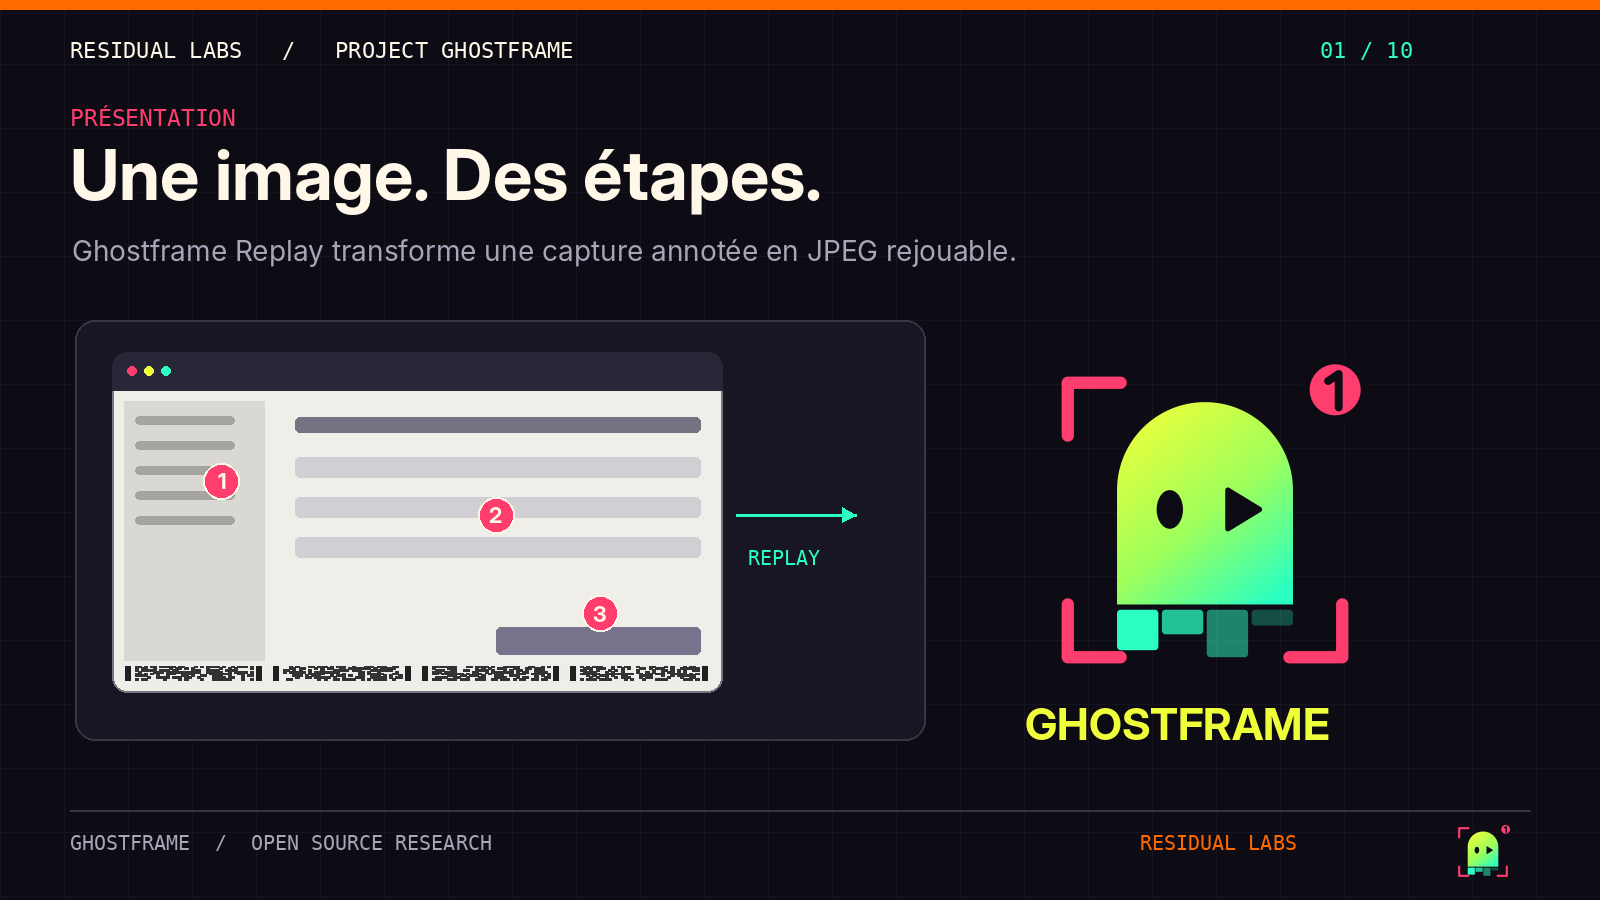 RESIDUAL LABS / PROJECT GHOSTFRAME
01 / 10
PRÉSENTATION
Une image. Des étapes.
Ghostframe Replay transforme une capture annotée en JPEG rejouable.
1
2
3
REPLAY
1
GHOSTFRAME
GHOSTFRAME / OPEN SOURCE RESEARCH
RESIDUAL LABS
1